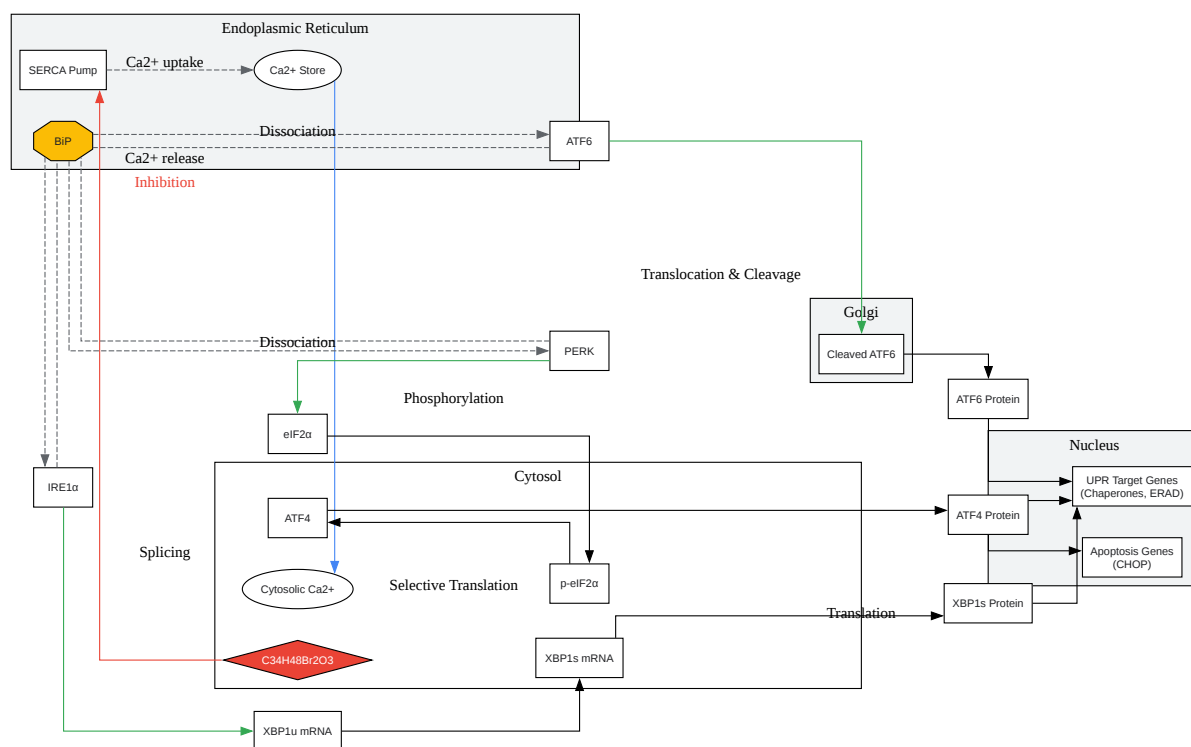 Endoplasmic Reticulum
SERCA Pump
Ca2+ uptake
Ca2+ Store
BiP
Dissociation
ATF6
Ca2+ release
Inhibition
Translocation & Cleavage
Golgi
Cleaved ATF6
Dissociation
PERK
Phosphorylation
ATF6 Protein
eIF2α
Nucleus
Cytosol
IRE1α
UPR Target Genes
(Chaperones, ERAD)
ATF4
ATF4 Protein
Splicing
Apoptosis Genes
(CHOP)
Cytosolic Ca2+
Selective Translation
p-eIF2α
XBP1s Protein
Translation
C34H48Br2O3
XBP1s mRNA
XBP1u mRNA